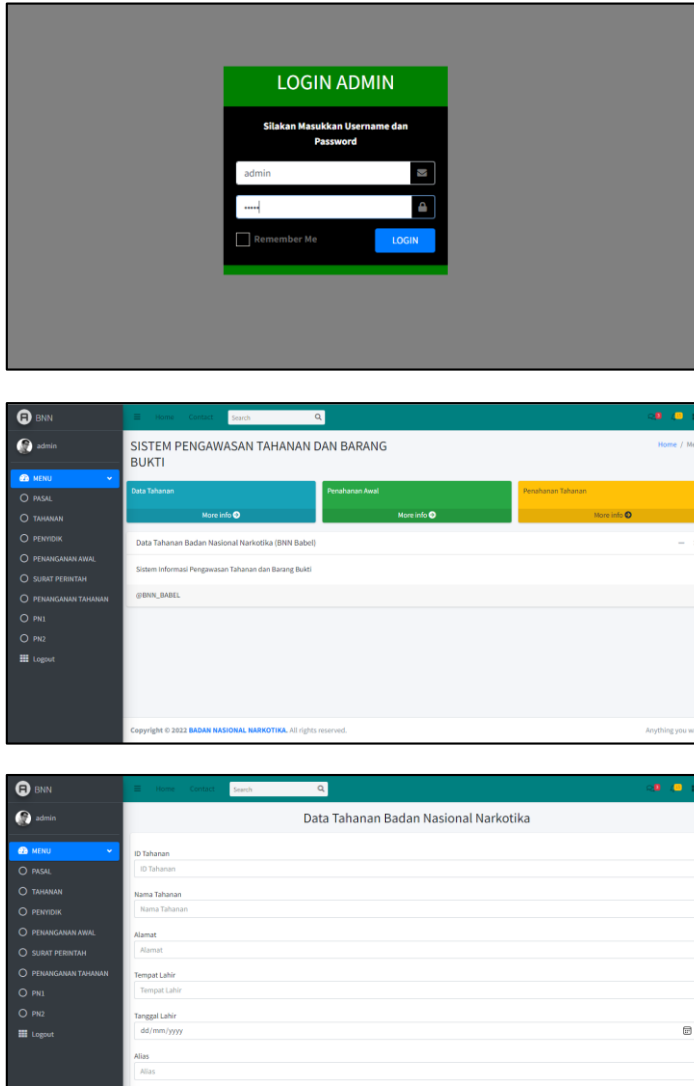 LOGIN ADMIN
Silakan Masukkan Username dan
Password
admin
Remember Me
LOGIN
BNN
Home Contact Search
admin
SISTEM PENGAWASAN TAHANAN DAN BARANG
BUKTI
Home / Me
MENU
PASAL
TAHANAN
PENYIDIK
PENANGANAN AWAL
SURAT PERINTAH
PENANGANAN TAHANAN
PN1
PN2
Logout
Data Tahanan
More info
Penahanan Awal
More info
Penahanan Tahanan
More info
Data Tahanan Badan Nasional Narkotika (BNN Babel)
Sistem Informasi Pengawasan Tahanan dan Barang Bukti
@BNN_BABEL
Copyright © 2022 BADAN NASIONAL NARKOTIKA. All rights reserved.
Anything you w
BNN
Home Contact Search
admin
MENU
PASAL
TAHANAN
PENYIDIK
PENANGANAN AWAL
SURAT PERINTAH
PENANGANAN TAHANAN
PN1
PN2
Logout
Data Tahanan Badan Nasional Narkotika
ID Tahanan
ID Tahanan
Nama Tahanan
Nama Tahanan
Alamat
Alamat
Tempat Lahir
Tempat Lahir
Tanggal Lahir
dd/mm/yyyy
Alias
Alias